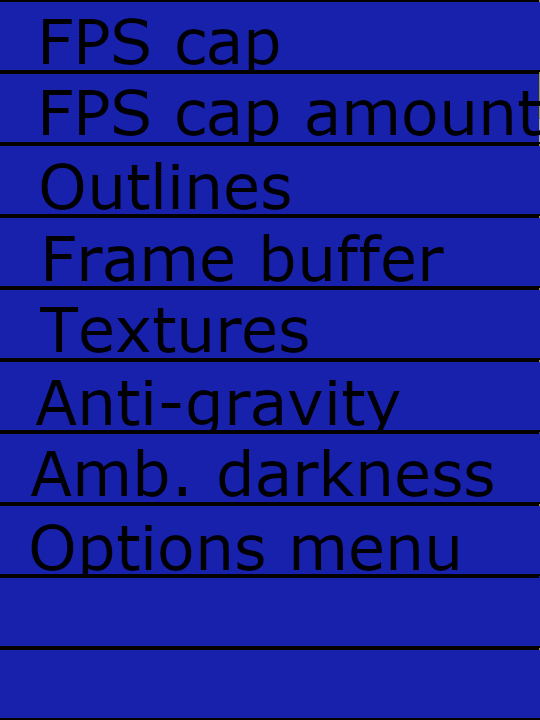 FPS cap
FPS cap amount
Outlines
Frame buffer
Textures
Anti-gravity
Amb. darkness
Options menu